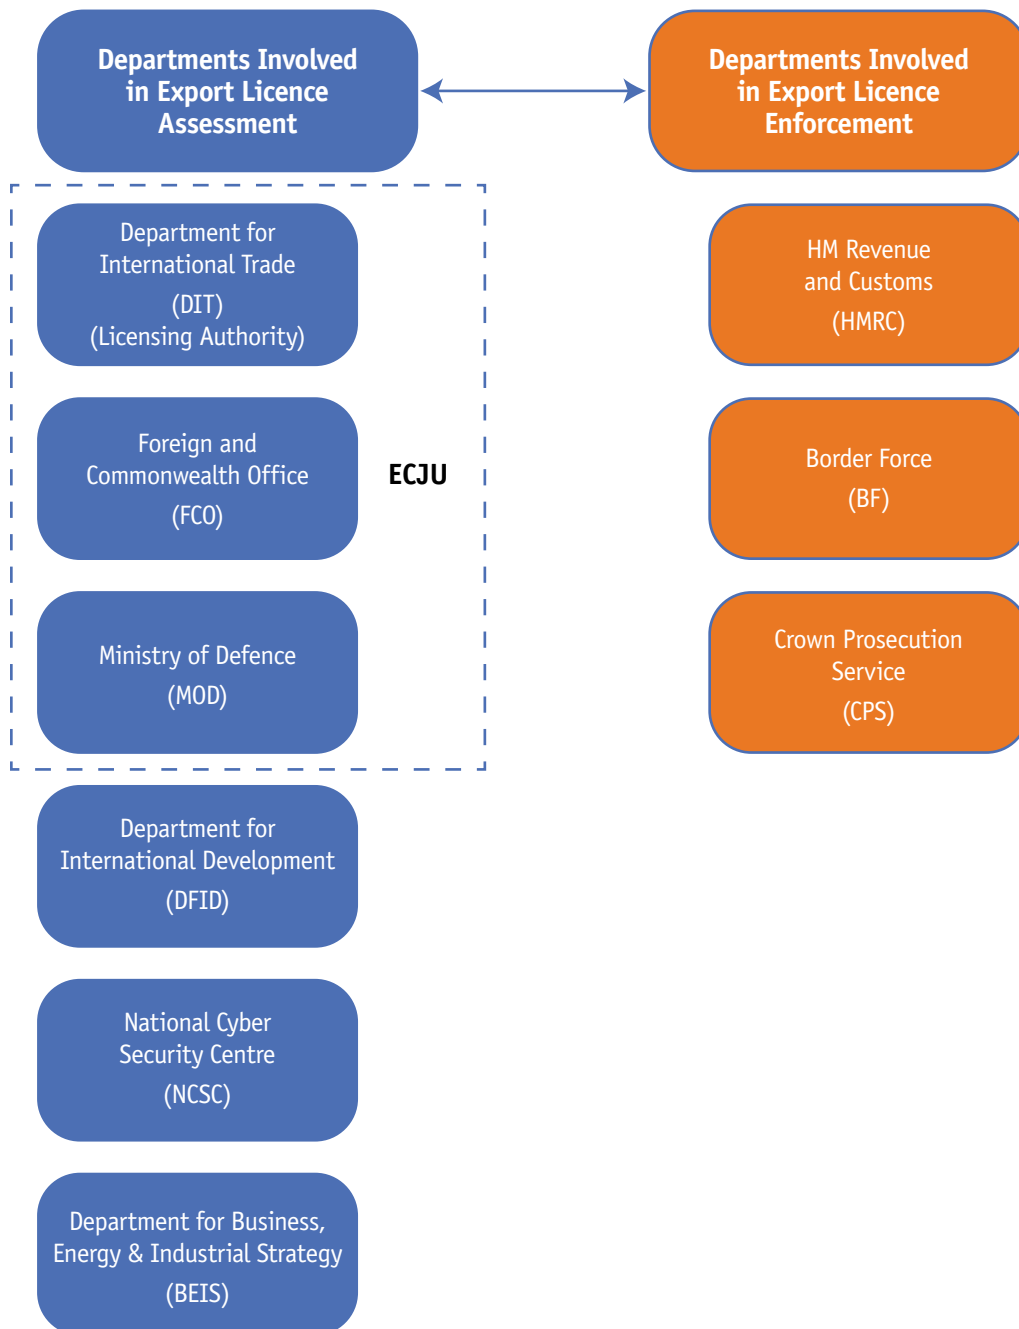 Departments Involved
in Export Licence
Assessment
Departments Involved
in Export Licence
Enforcement
Department for
International Trade
(DIT)
(Licensing Authority)
Foreign and
Commonwealth Office
(FCO)
Ministry of Defence
(MOD)
ECJU
Department for
International Development
(DFID)
National Cyber
Security Centre
(NCSC)
Department for Business,
Energy & Industrial Strategy
(BEIS)
HM Revenue
and Customs
(HMRC)
Border Force
(BF)
Crown Prosecution
Service
(CPS)